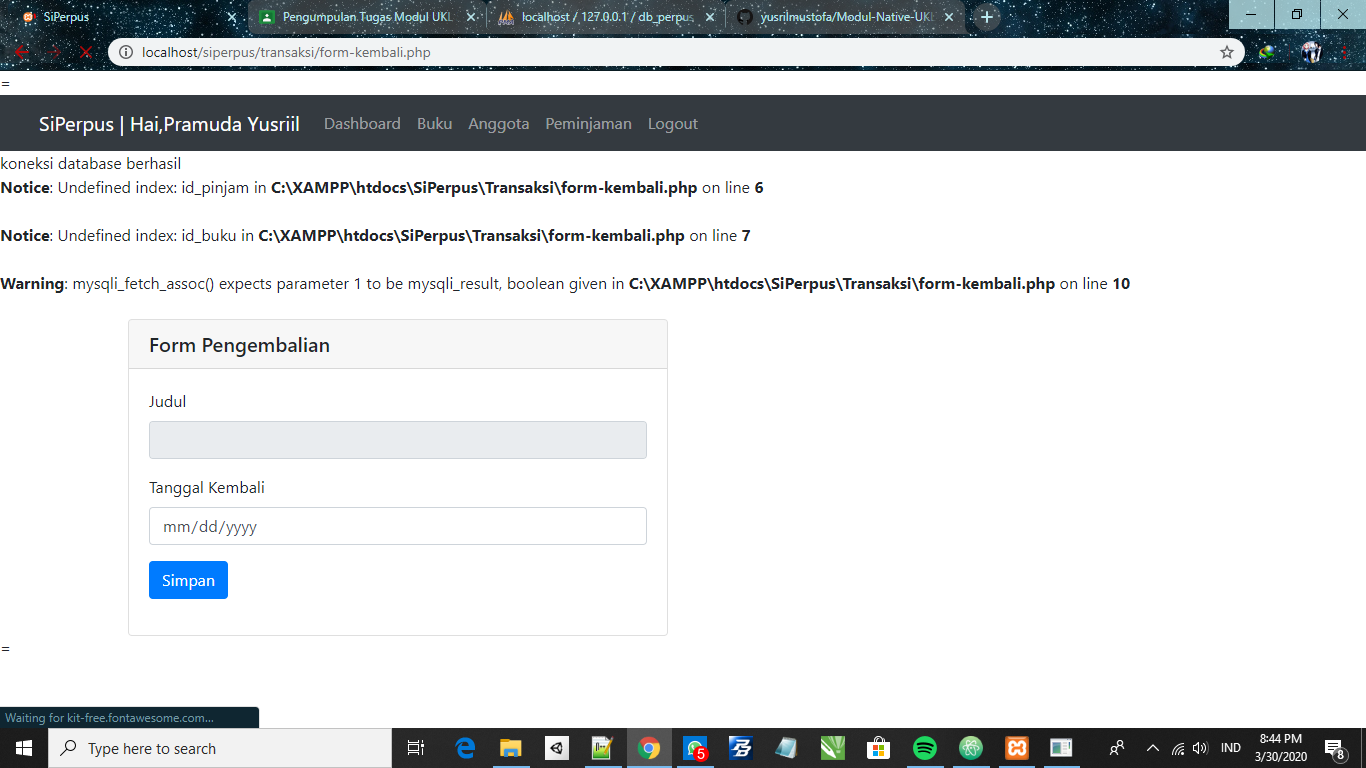 SiPerpus
Pengumpulan Tugas Modul UKL
localhost / 127.0.0.1 / db_perpus
yusrilmustofa/Modul-Native-UKL
localhost/siperpus/transaksi/form-kembali.php
=
SiPerpus | Hai,Pramuda Yusriil Dashboard Buku Anggota Peminjaman Logout
koneksi database berhasil
Notice: Undefined index: id_pinjam in C:\XAMPP\htdocs\SiPerpus\Transaksi\form-kembali.php on line 6
Notice: Undefined index: id_buku in C:\XAMPP\htdocs\SiPerpus\Transaksi\form-kembali.php on line 7
Warning: mysqli_fetch_assoc() expects parameter 1 to be mysqli_result, boolean given in C:\XAMPP\htdocs\SiPerpus\Transaksi\form-kembali.php on line 10
Form Pengembalian
Judul
Tanggal Kembali
mm/dd/yyyy
Simpan
=
Waiting for kit-free.fontawesome.com...
Type here to search
5
IND
8:44 PM
3/30/2020
8